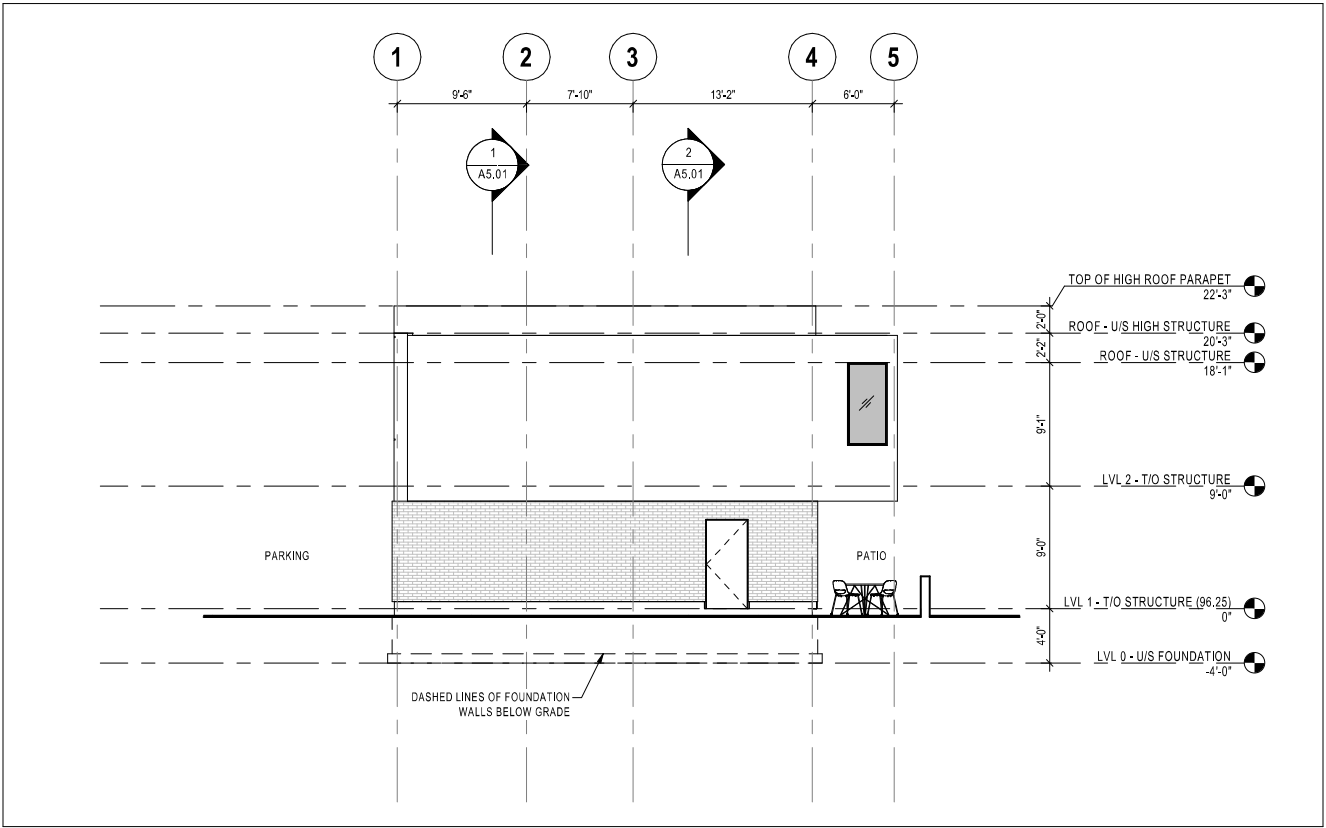 1 2 3 4 5
9'-6" 7'-10" 13'-2" 6'-0"
1
A5.01
2
A5.01
TOP OF HIGH ROOF PARAPET
22'-3"
2'-0"
ROOF - U/S HIGH STRUCTURE
20'-3"
2'-2"
ROOF - U/S STRUCTURE
18'-1"
9'-1"
LVL 2 - T/O STRUCTURE
9'-0"
9'-0"
PARKING
PATIO
LVL 1 - T/O STRUCTURE (96.25)
0"
4'-0"
LVL 0 - U/S FOUNDATION
-4'-0"
DASHED LINES OF FOUNDATION
WALLS BELOW GRADE